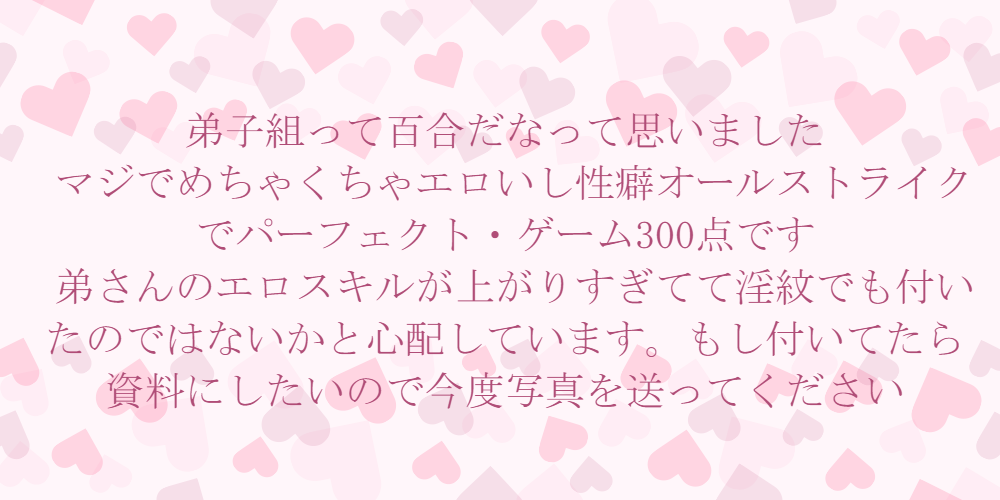 弟子組って百合だなって思いました
マジでめちゃくちゃエロいし性癖オールストライク
でパーフェクト・ゲーム300点です
弟さんのエロスキルが上がりすぎてて淫紋でも付い
たのではないかと心配しています。もし付いてたら
資料にしたいので今度写真を送ってください